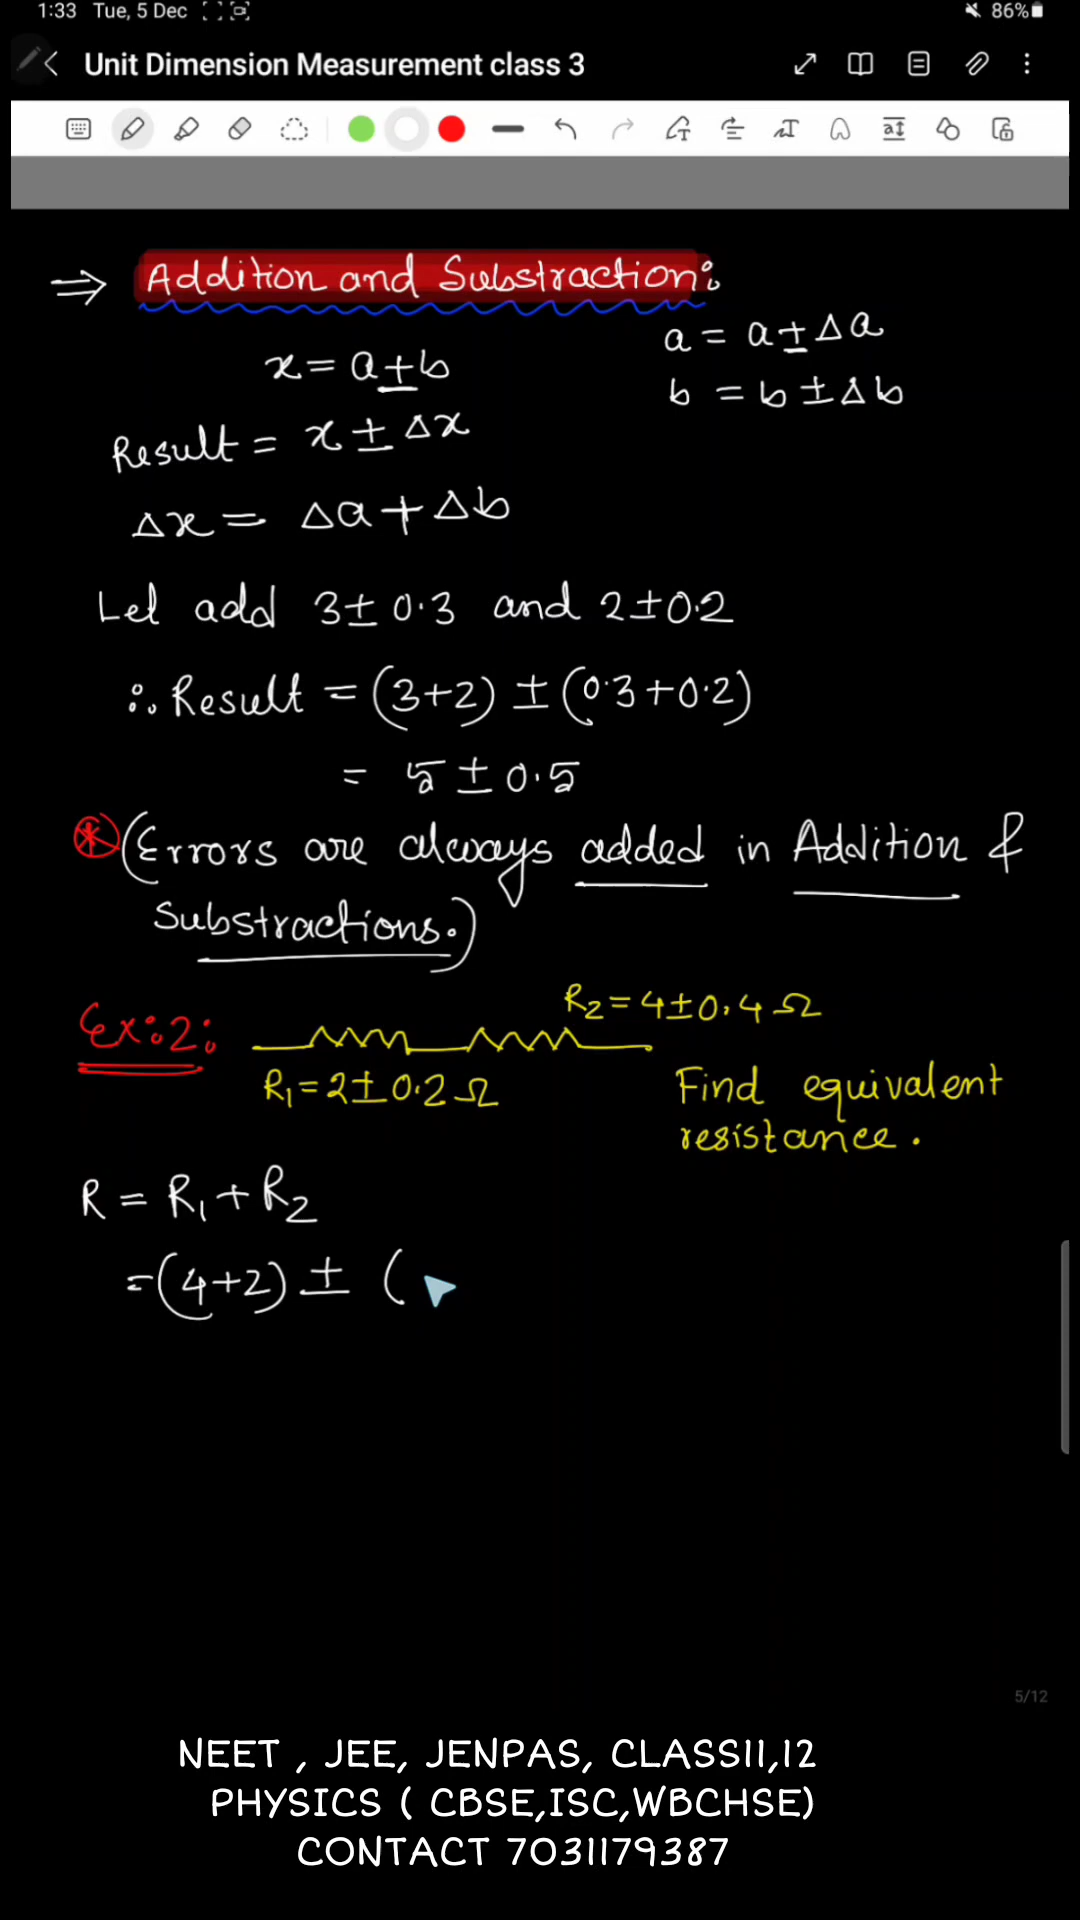 1:33 Tue, 5 Dec 86%
Unit Dimension Measurement class 3
⇒ Addition and Substraction:
x = a ± b
a = a ± Δa
b = b ± Δb
Result = x ± Δx
Δx = Δa + Δb
Let add 3 ± 0.3 and 2 ± 0.2
∴ Result = (3+2) ± (0.3+0.2)
= 5 ± 0.5
(Errors are always added in Addition &
Substractions.)
Ex:2:
R₂ = 4 ± 0.4 Ω
R₁ = 2 ± 0.2 Ω
Find equivalent
resistance.
R = R₁ + R₂
= (4+2) ± (
5/12
NEET , JEE, JENPAS, CLASS11,12
PHYSICS ( CBSE,ISC,WBCHSE)
CONTACT 7031179387